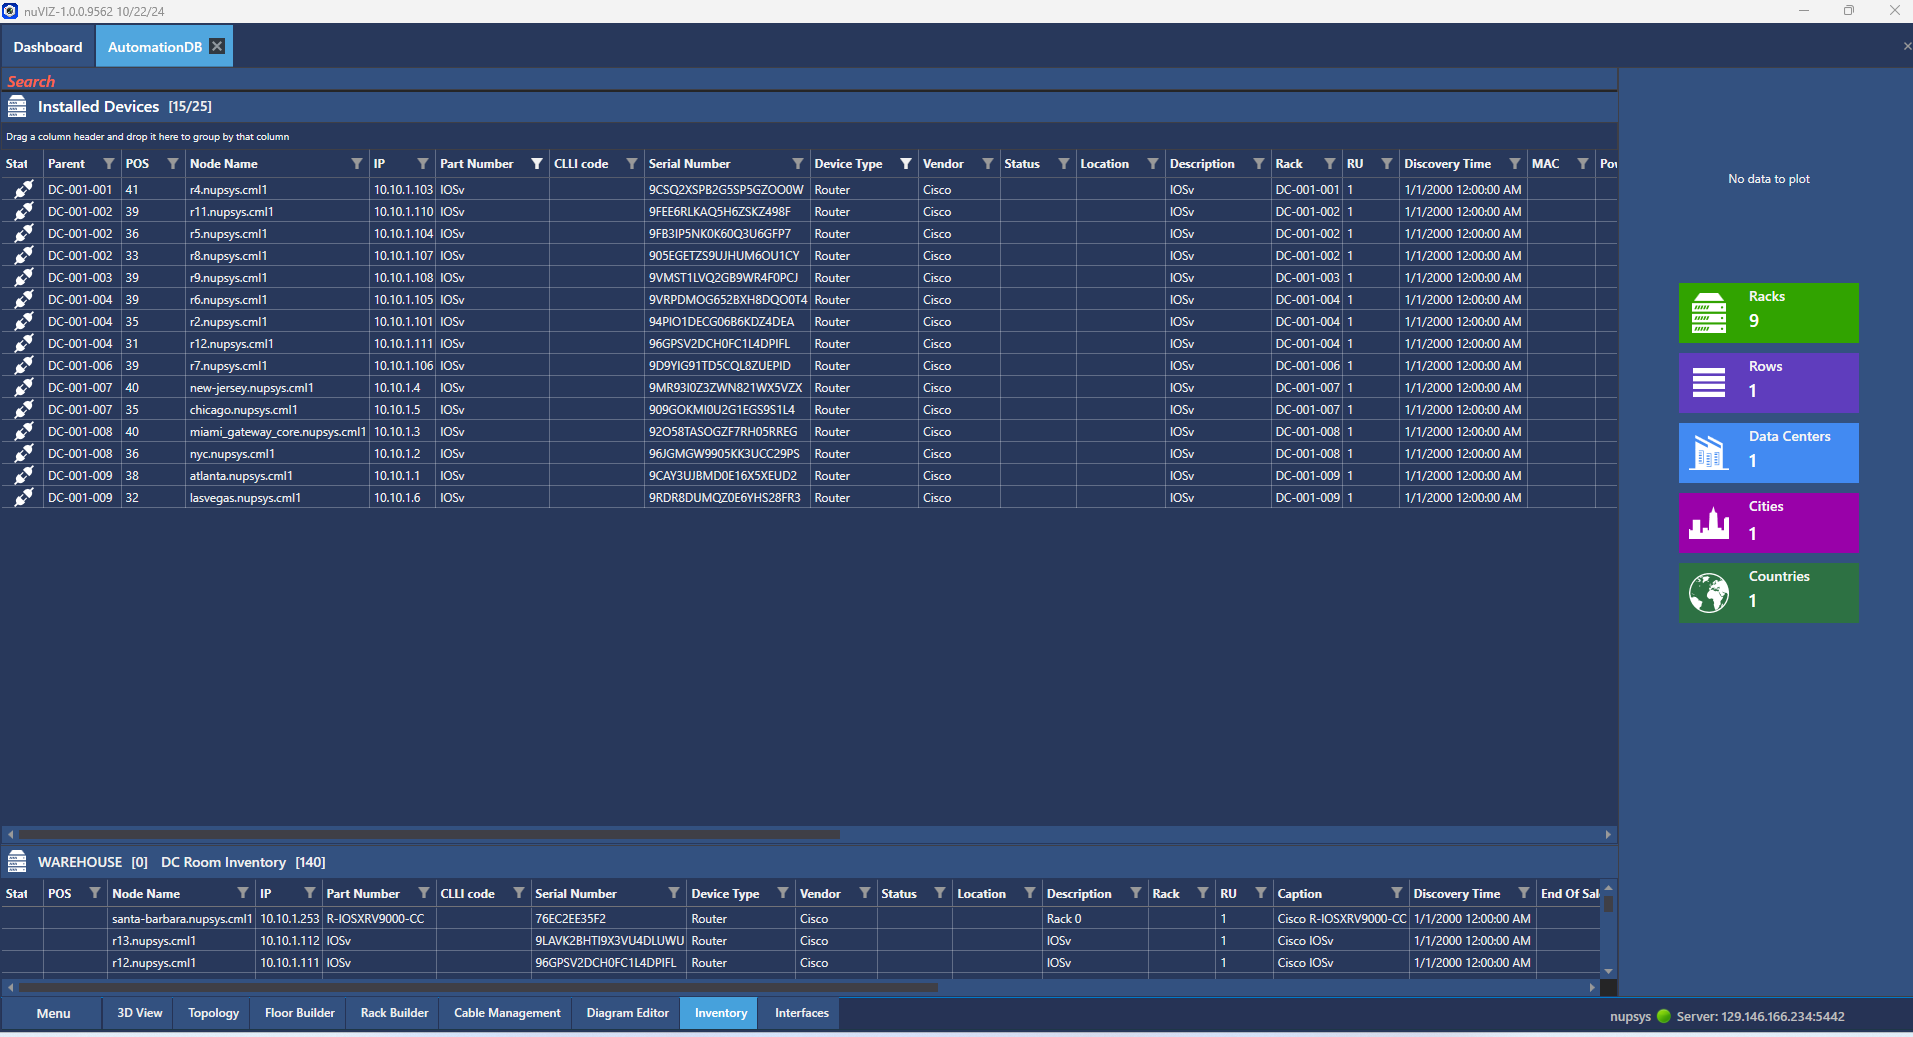 nuVIZ-1.0.0.9562 10/22/24
Dashboard AutomationDB
Search
Installed Devices [15/25]
Drag a column header and drop it here to group by that column
Stat Parent POS Node Name IP Part Number CLLI code Serial Number Device Type Vendor Status Location Description Rack RU Discovery Time MAC Pou
DC-001-001 41 r4.nupsys.cml1 10.10.1.103 IOSv 9CSQ2XSPB2G5SP5GZOO0W Router Cisco IOSv DC-001-001 1 1/1/2000 12:00:00 AM
DC-001-002 39 r11.nupsys.cml1 10.10.1.110 IOSv 9FEE6RLKAQ5H6ZSKZ498F Router Cisco IOSv DC-001-002 1 1/1/2000 12:00:00 AM
DC-001-002 36 r5.nupsys.cml1 10.10.1.104 IOSv 9FB3IP5NK0K60Q3U6GFP7 Router Cisco IOSv DC-001-002 1 1/1/2000 12:00:00 AM
DC-001-002 33 r8.nupsys.cml1 10.10.1.107 IOSv 905EGETZS9UJHUM6OU1CY Router Cisco IOSv DC-001-002 1 1/1/2000 12:00:00 AM
DC-001-003 39 r9.nupsys.cml1 10.10.1.108 IOSv 9VMST1LVQ2GB9WR4F0PCJ Router Cisco IOSv DC-001-003 1 1/1/2000 12:00:00 AM
DC-001-004 39 r6.nupsys.cml1 10.10.1.105 IOSv 9VRPDMOG652BXH8DQO0T4 Router Cisco IOSv DC-001-004 1 1/1/2000 12:00:00 AM
DC-001-004 35 r2.nupsys.cml1 10.10.1.101 IOSv 94PIO1DECG06B6KDZ4DEA Router Cisco IOSv DC-001-004 1 1/1/2000 12:00:00 AM
DC-001-004 31 r12.nupsys.cml1 10.10.1.111 IOSv 96GPSV2DCH0FC1L4DPIFL Router Cisco IOSv DC-001-004 1 1/1/2000 12:00:00 AM
DC-001-006 39 r7.nupsys.cml1 10.10.1.106 IOSv 9D9YIG91TD5CQL8ZUEPID Router Cisco IOSv DC-001-006 1 1/1/2000 12:00:00 AM
DC-001-007 40 new-jersey.nupsys.cml1 10.10.1.4 IOSv 9MR93I0Z3ZWN821WX5VZX Router Cisco IOSv DC-001-007 1 1/1/2000 12:00:00 AM
DC-001-007 35 chicago.nupsys.cml1 10.10.1.5 IOSv 909GOKMI0U2G1EGS9S1L4 Router Cisco IOSv DC-001-007 1 1/1/2000 12:00:00 AM
DC-001-008 40 miami_gateway_core.nupsys.cml1 10.10.1.3 IOSv 92O58TASOGZF7RH05RREG Router Cisco IOSv DC-001-008 1 1/1/2000 12:00:00 AM
DC-001-008 36 nyc.nupsys.cml1 10.10.1.2 IOSv 96JGMGW9905KK3UCC29PS Router Cisco IOSv DC-001-008 1 1/1/2000 12:00:00 AM
DC-001-009 38 atlanta.nupsys.cml1 10.10.1.1 IOSv 9CAY3UJBMD0E16X5XEUD2 Router Cisco IOSv DC-001-009 1 1/1/2000 12:00:00 AM
DC-001-009 32 lasvegas.nupsys.cml1 10.10.1.6 IOSv 9RDR8DUMQZ0E6YHS28FR3 Router Cisco IOSv DC-001-009 1 1/1/2000 12:00:00 AM
No data to plot
Racks
9
Rows
1
Data Centers
1
Cities
1
Countries
1
WAREHOUSE [0] DC Room Inventory [140]
Stat POS Node Name IP Part Number CLLI code Serial Number Device Type Vendor Status Location Description Rack RU Caption Discovery Time End Of Sal
santa-barbara.nupsys.cml1 10.10.1.253 R-IOSXRV9000-CC 76EC2EE35F2 Router Cisco Rack 0 1 Cisco R-IOSXRV9000-CC 1/1/2000 12:00:00 AM
r13.nupsys.cml1 10.10.1.112 IOSv 9LAVK2BHTI9X3VU4DLUWU Router Cisco IOSv 1 Cisco IOSv 1/1/2000 12:00:00 AM
r12.nupsys.cml1 10.10.1.111 IOSv 96GPSV2DCH0FC1L4DPIFL Router Cisco IOSv 1 Cisco IOSv 1/1/2000 12:00:00 AM
Menu 3D View Topology Floor Builder Rack Builder Cable Management Diagram Editor Inventory Interfaces
nupsys Server: 129.146.166.234:5442